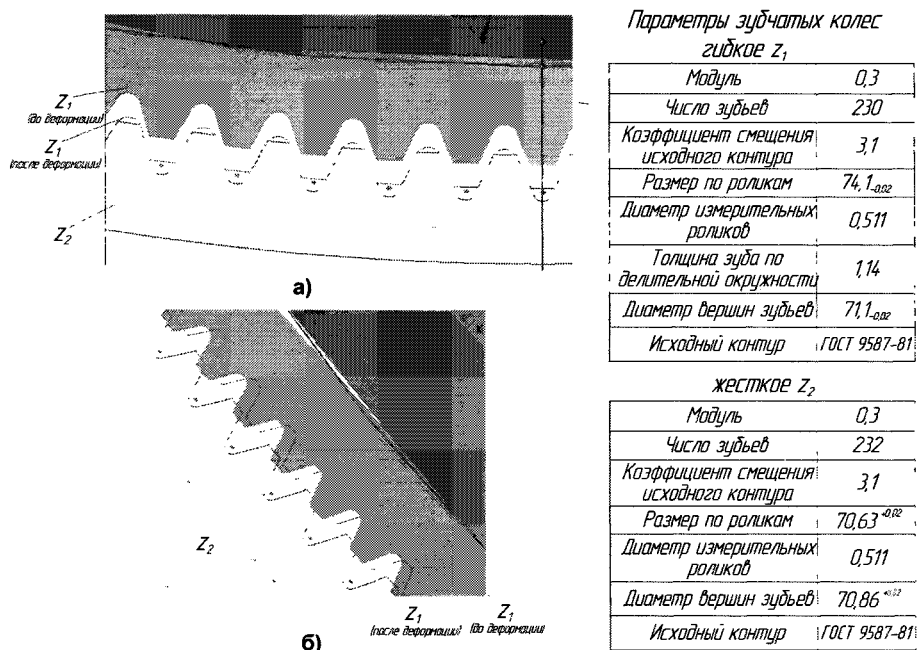 Z₁
(до деформации)
Z₁
(после деформации)
Z₂
а)
Z₂
Z₁
(после деформации)
Z₁
(до деформации)
б)
Параметры зубчатых колес
гибкое Z₁
Модуль 0,3
Число зубьев 230
Коэффициент смещения
исходного контура 3,1
Размер по роликам 74,1₋₀,₀₂
Диаметр измерительных
роликов 0,511
Толщина зуба по
делительной окружности 1,14
Диаметр вершин зубьев 71,1₋₀,₀₂
Исходный контур ГОСТ 9587-81
жесткое Z₂
Модуль 0,3
Число зубьев 232
Коэффициент смещения
исходного контура 3,1
Размер по роликам 70,63⁺⁰,⁰²
Диаметр измерительных
роликов 0,511
Диаметр вершин зубьев 70,86⁺⁰,⁰²
Исходный контур ГОСТ 9587-81